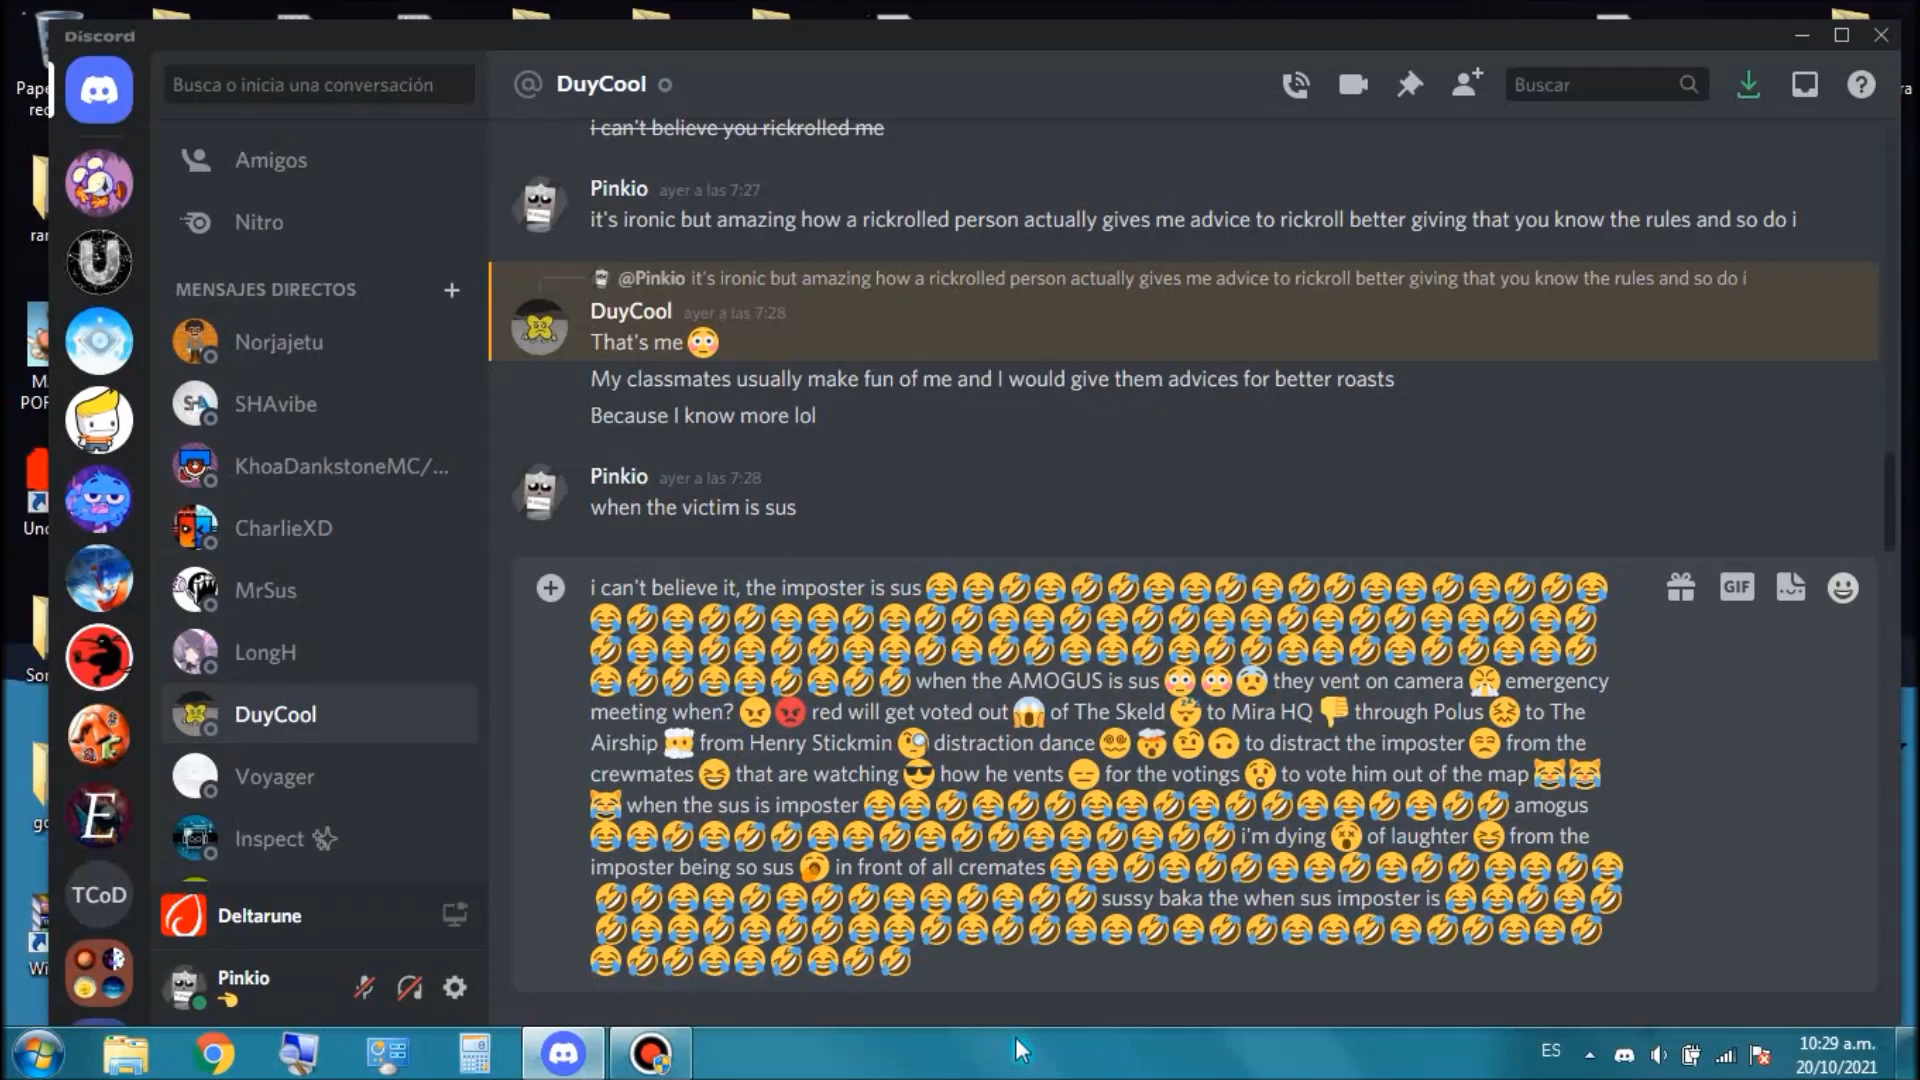 Discord
Busca o inicia una conversación
DuyCool
Buscar
i can't believe you rickrolled me
Amigos
Nitro
MENSAJES DIRECTOS
Norjajetu
SHAvibe
KhoaDankstoneMC/...
CharlieXD
MrSus
LongH
DuyCool
Voyager
Inspect
Deltarune
Pinkio
TCoD
U
E
Pinkio ayer a las 7:27
it's ironic but amazing how a rickrolled person actually gives me advice to rickroll better giving that you know the rules and so do i
@Pinkio it's ironic but amazing how a rickrolled person actually gives me advice to rickroll better giving that you know the rules and so do i
DuyCool ayer a las 7:28
That's me 😳
My classmates usually make fun of me and I would give them advices for better roasts
Because I know more lol
Pinkio ayer a las 7:28
when the victim is sus
i can't believe it, the imposter is sus
when the AMOGUS is sus 😳😳😨 they vent on camera 😤 emergency
meeting when? 😠😡 red will get voted out 😱 of The Skeld 😴 to Mira HQ 👎 through Polus 😖 to The
Airship 😶‍🌫️ from Henry Stickmin 🧐 distraction dance 😵‍💫🤯🤨🙃 to distract the imposter 😒 from the
crewmates 😆 that are watching 😎 how he vents 😑 for the votings 😲 to vote him out of the map 😹😹
😹 when the sus is imposter amogus
i'm dying 😵 of laughter 😆 from the
imposter being so sus 🥱 in front of all cremates
sussy baka the when sus imposter is
GIF
ES
10:29 a.m.
20/10/2021